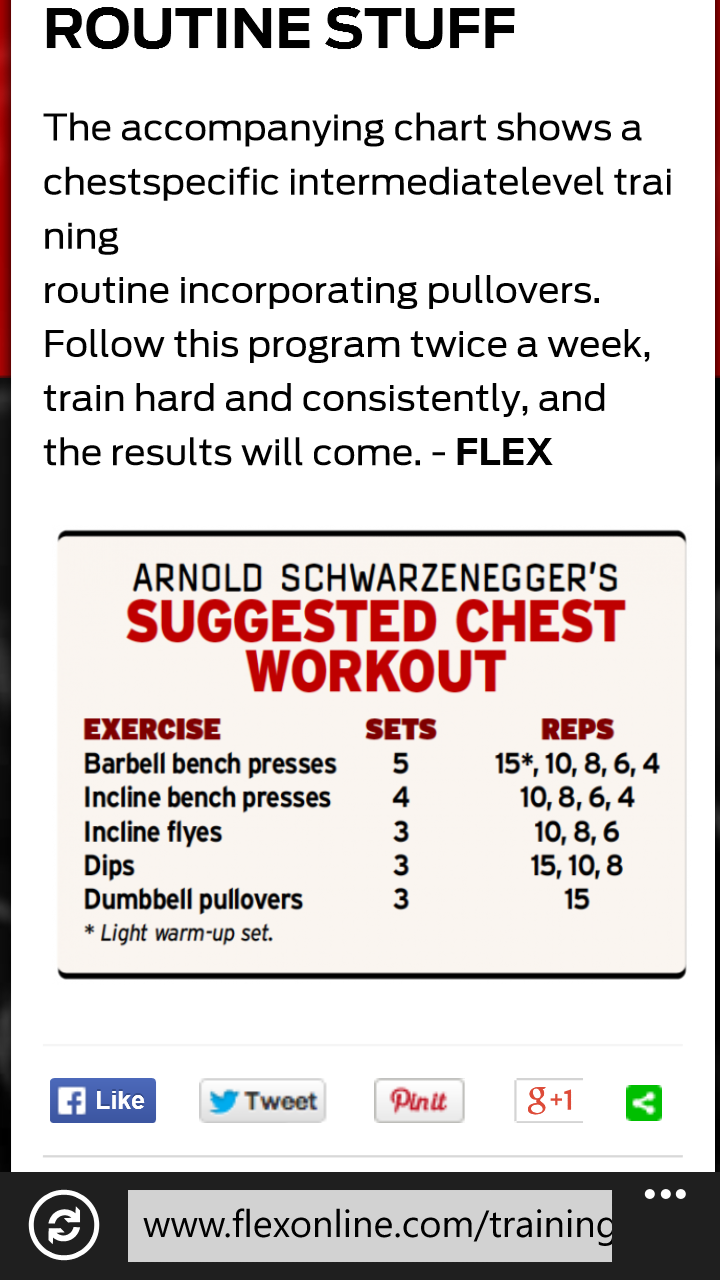 ROUTINE STUFF
The accompanying chart shows a
chestspecific intermediatelevel trai
ning
routine incorporating pullovers.
Follow this program twice a week,
train hard and consistently, and
the results will come. - FLEX
ARNOLD SCHWARZENEGGER'S
SUGGESTED CHEST
WORKOUT
EXERCISE SETS REPS
Barbell bench presses 5 15*, 10, 8, 6, 4
Incline bench presses 4 10, 8, 6, 4
Incline flyes 3 10, 8, 6
Dips 3 15, 10, 8
Dumbbell pullovers 3 15
* Light warm-up set.
f Like Tweet Pin it g+1
www.flexonline.com/training